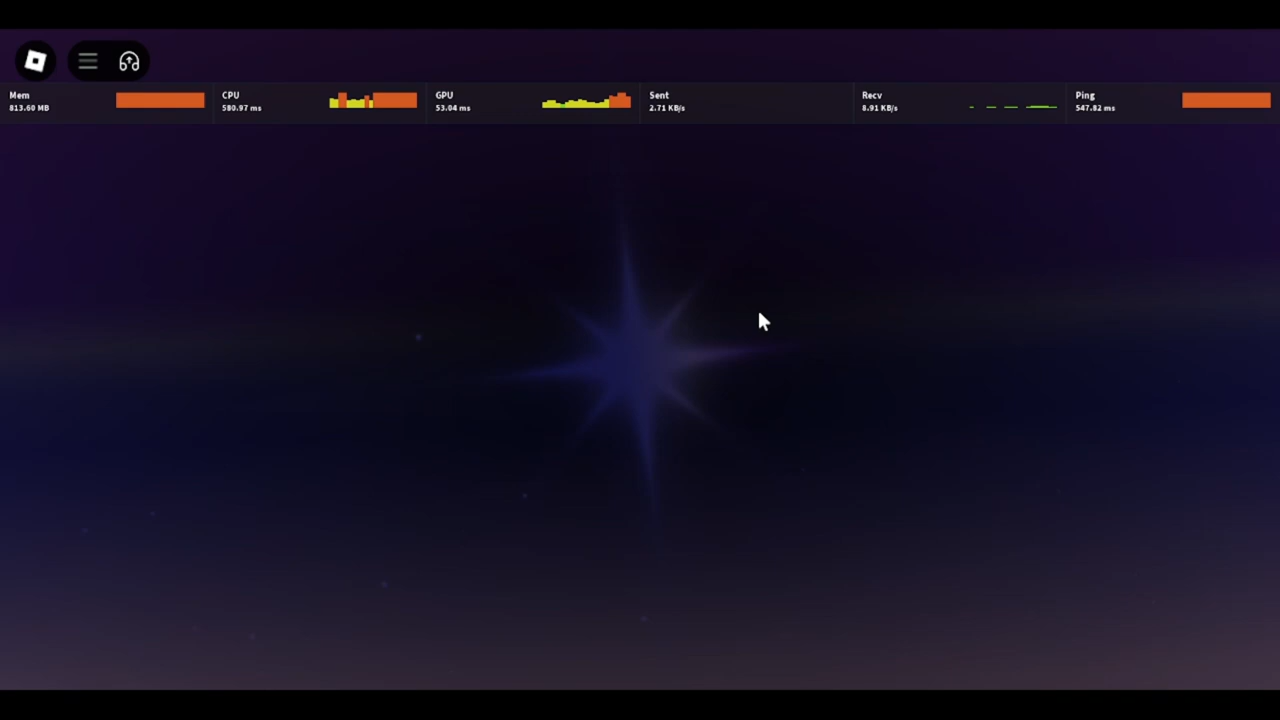 Mem CPU GPU Sent Recv Ping
813.60 MB 580.97 ms 53.04 ms 2.71 KB/s 8.91 KB/s 547.82 ms